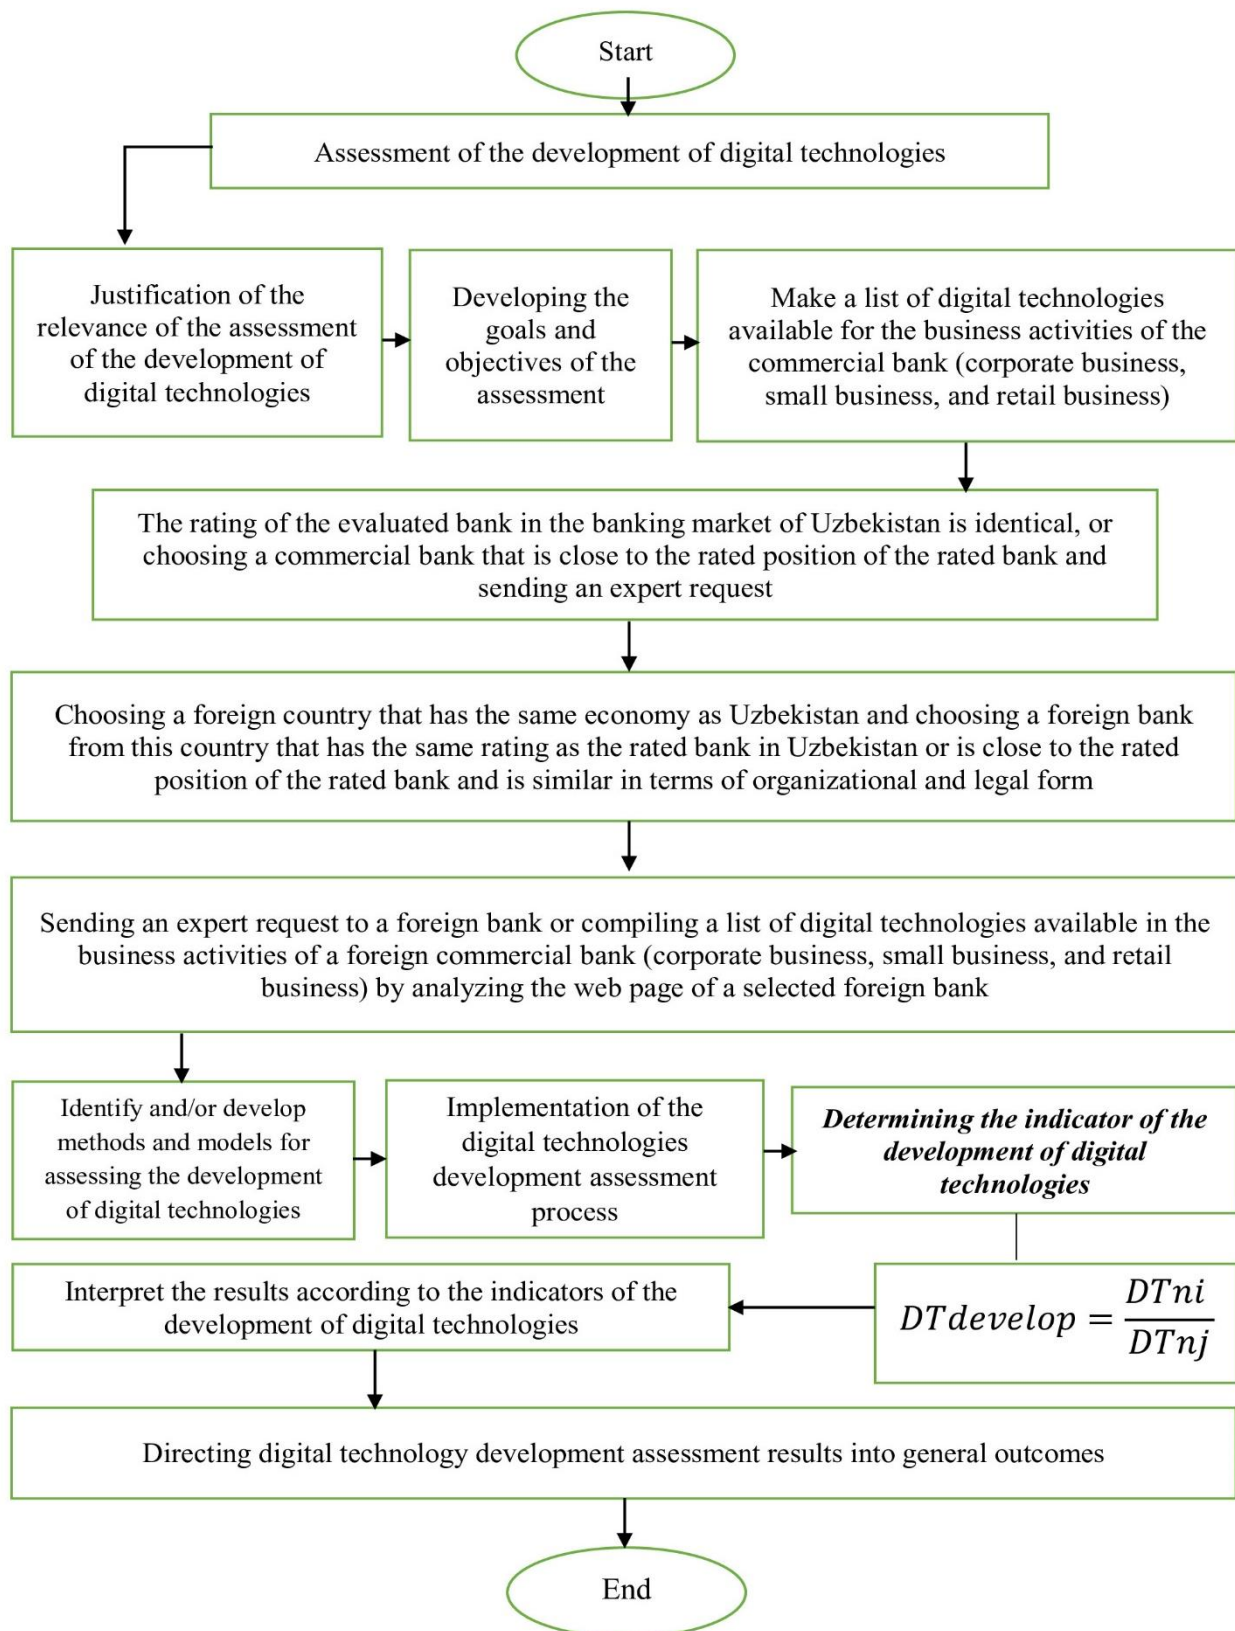 Start
Assessment of the development of digital technologies
Justification of the
relevance of the assessment
of the development of
digital technologies
Developing the
goals and
objectives of the
assessment
Make a list of digital technologies
available for the business activities of the
commercial bank (corporate business,
small business, and retail business)
The rating of the evaluated bank in the banking market of Uzbekistan is identical, or
choosing a commercial bank that is close to the rated position of the rated bank and
sending an expert request
Choosing a foreign country that has the same economy as Uzbekistan and choosing a foreign bank
from this country that has the same rating as the rated bank in Uzbekistan or is close to the rated
position of the rated bank and is similar in terms of organizational and legal form
Sending an expert request to a foreign bank or compiling a list of digital technologies available in the
business activities of a foreign commercial bank (corporate business, small business, and retail
business) by analyzing the web page of a selected foreign bank
Identify and/or develop
methods and models for
assessing the development
of digital technologies
Implementation of the
digital technologies
development assessment
process
Determining the indicator of the
development of digital
technologies
DTdevelop = DTni / DTnj
Interpret the results according to the indicators of the
development of digital technologies
Directing digital technology development assessment results into general outcomes
End